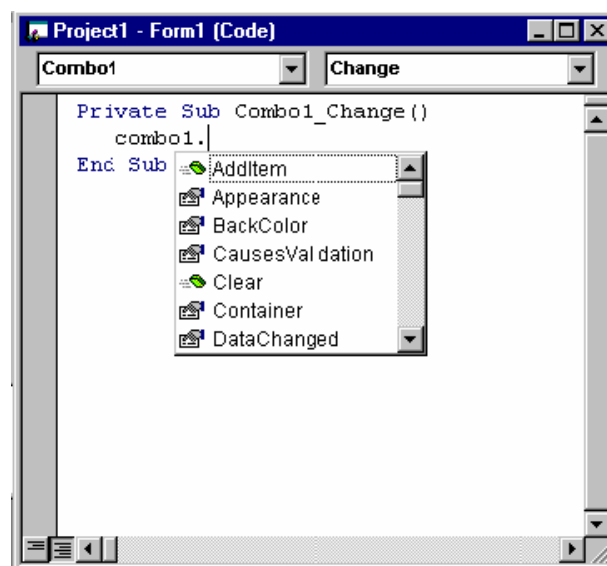 Project1 - Form1 (Code)
Combo1 Change
Private Sub Combo1_Change()
combo1.
End Sub
AddItem
Appearance
BackColor
CausesValidation
Clear
Container
DataChanged